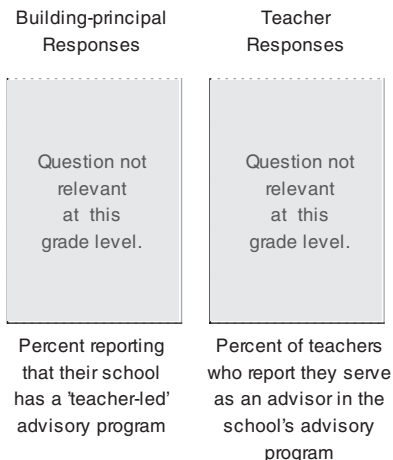 Building-principal
Responses
Teacher
Responses
Question not
relevant
at this
grade level.
Question not
relevant
at this
grade level.
Percent reporting
that their school
has a 'teacher-led'
advisory program
Percent of teachers
who report they serve
as an advisor in the
school's advisory
program